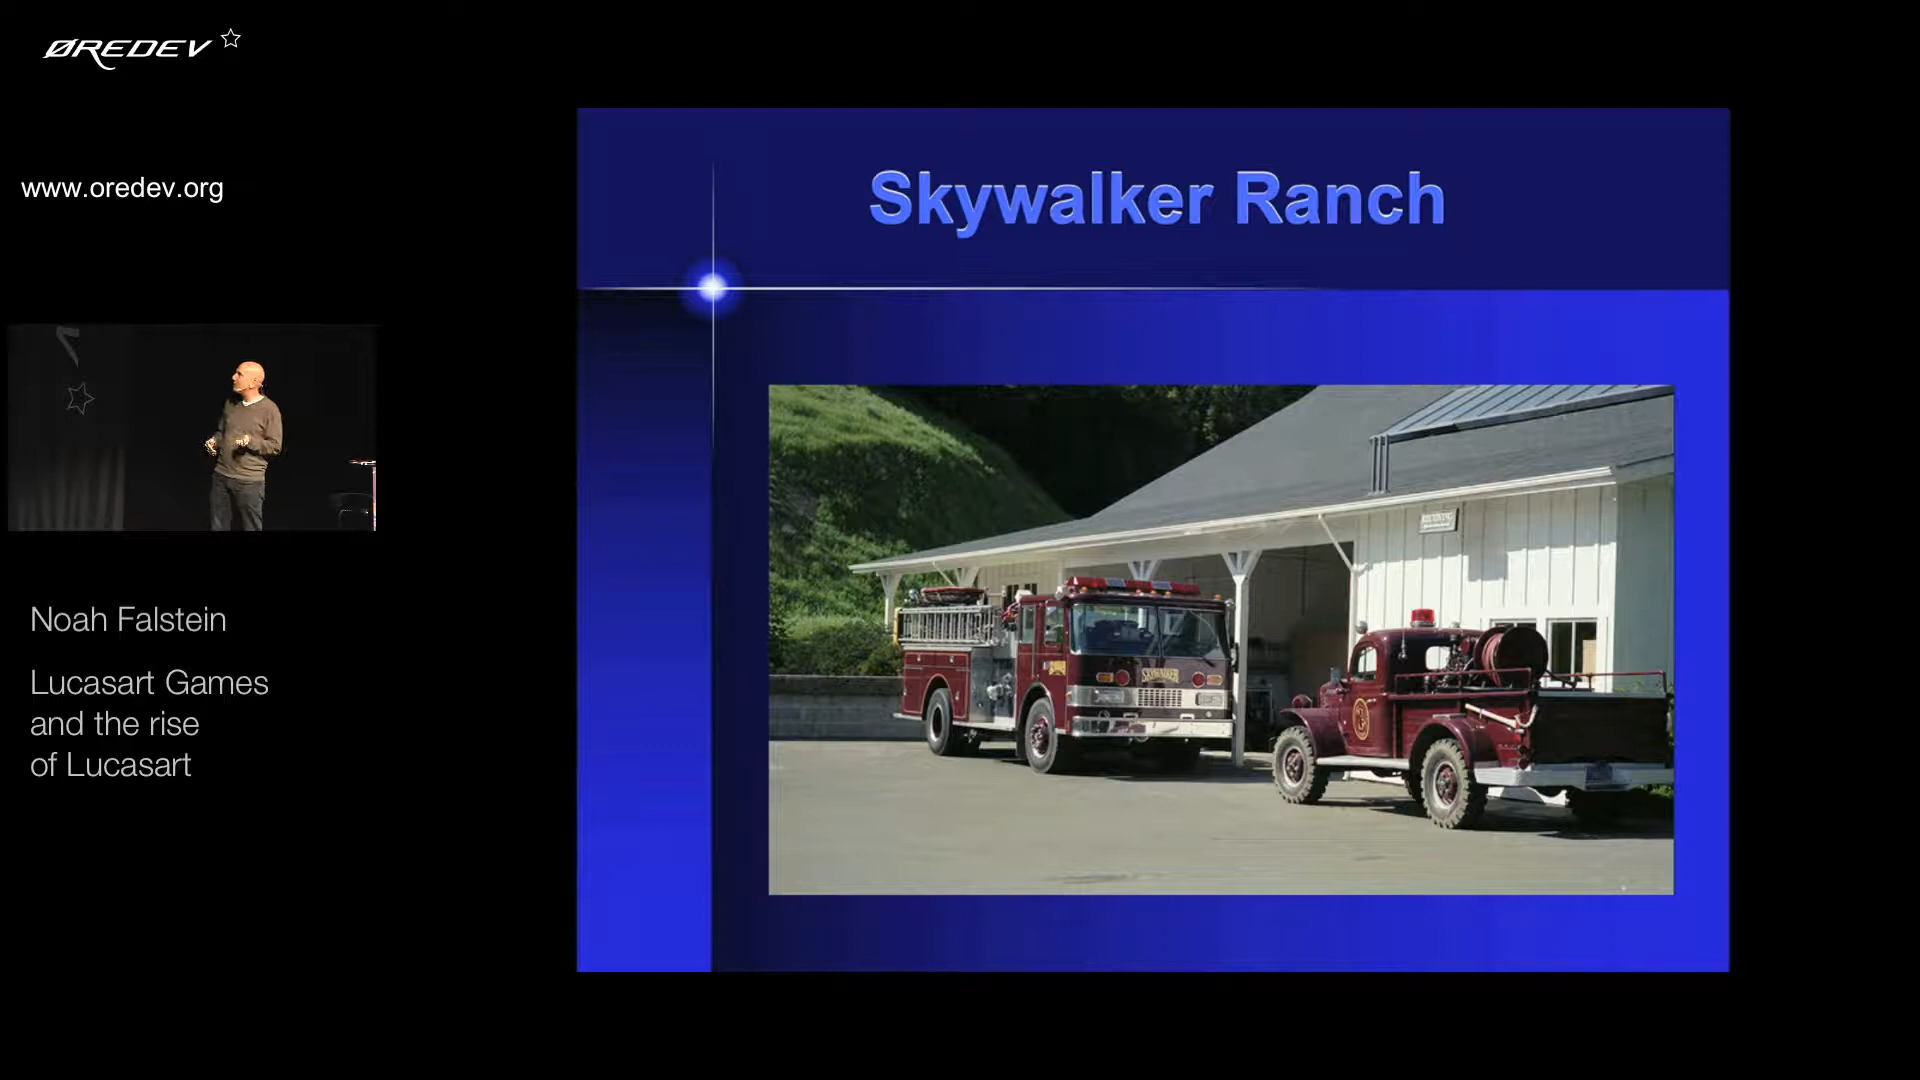 ØREDEV
www.oredev.org
Skywalker Ranch
SKYWALKER
Noah Falstein
Lucasart Games
and the rise
of Lucasart